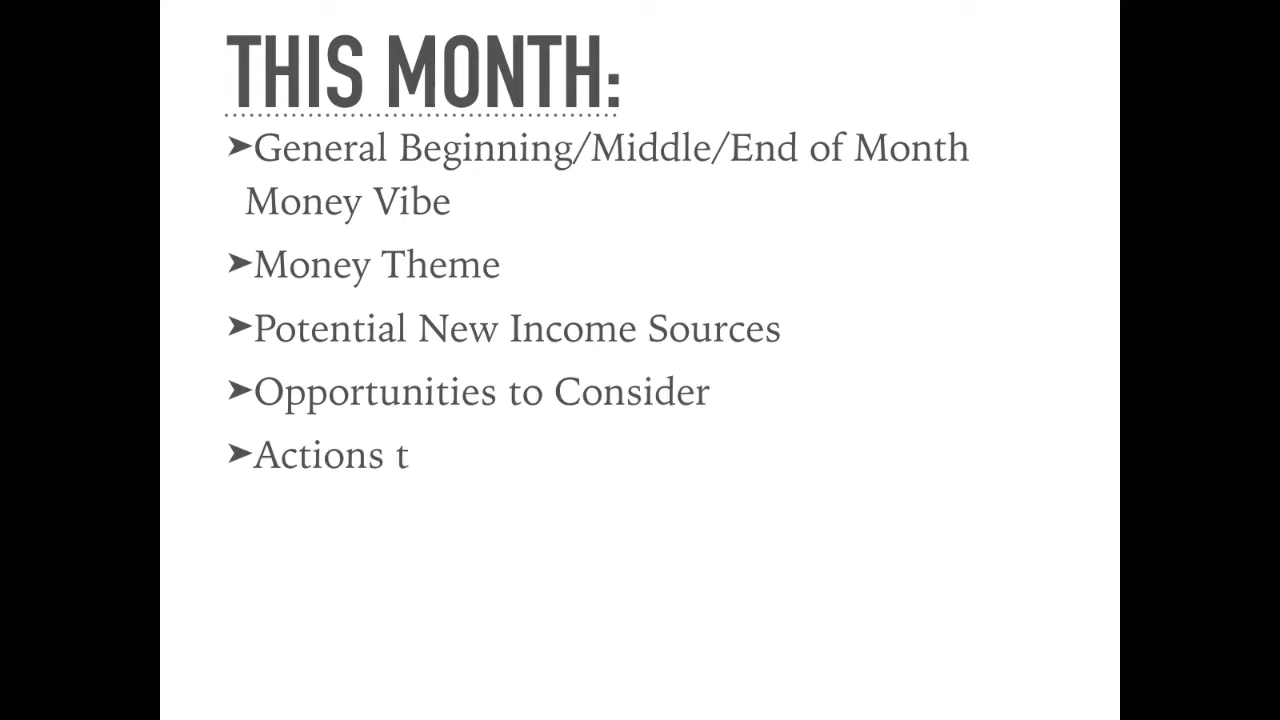 THIS MONTH:
➤General Beginning/Middle/End of Month
Money Vibe
➤Money Theme
➤Potential New Income Sources
➤Opportunities to Consider
➤Actions t